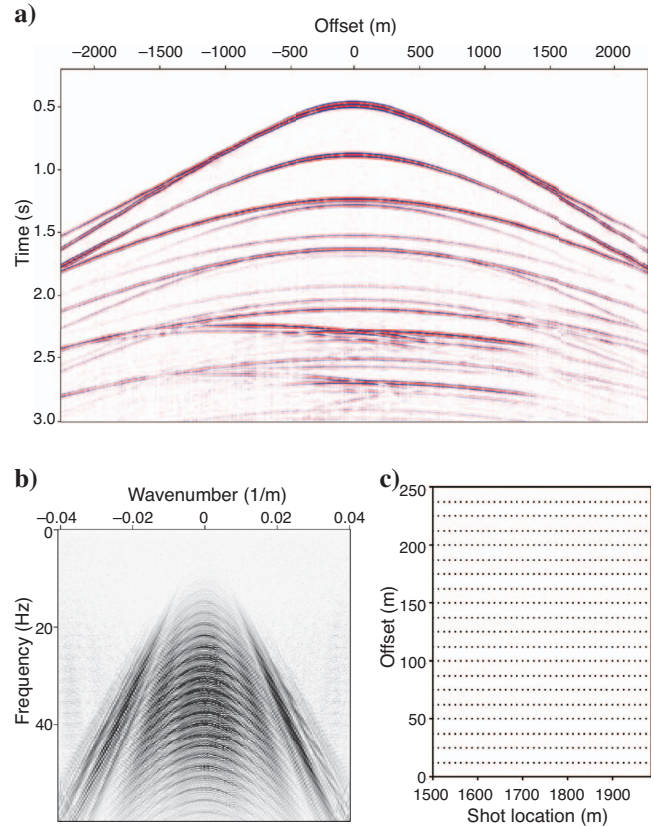 a)
Offset (m)
−2000 −1500 −1000 −500 0 500 1000 1500 2000
Time (s)
0.5
1.0
1.5
2.0
2.5
3.0
b)
Wavenumber (1/m)
−0.04 −0.02 0 0.02 0.04
Frequency (Hz)
0
20
40
c)
Offset (m)
250
200
150
100
50
0
1500 1600 1700 1800 1900
Shot location (m)